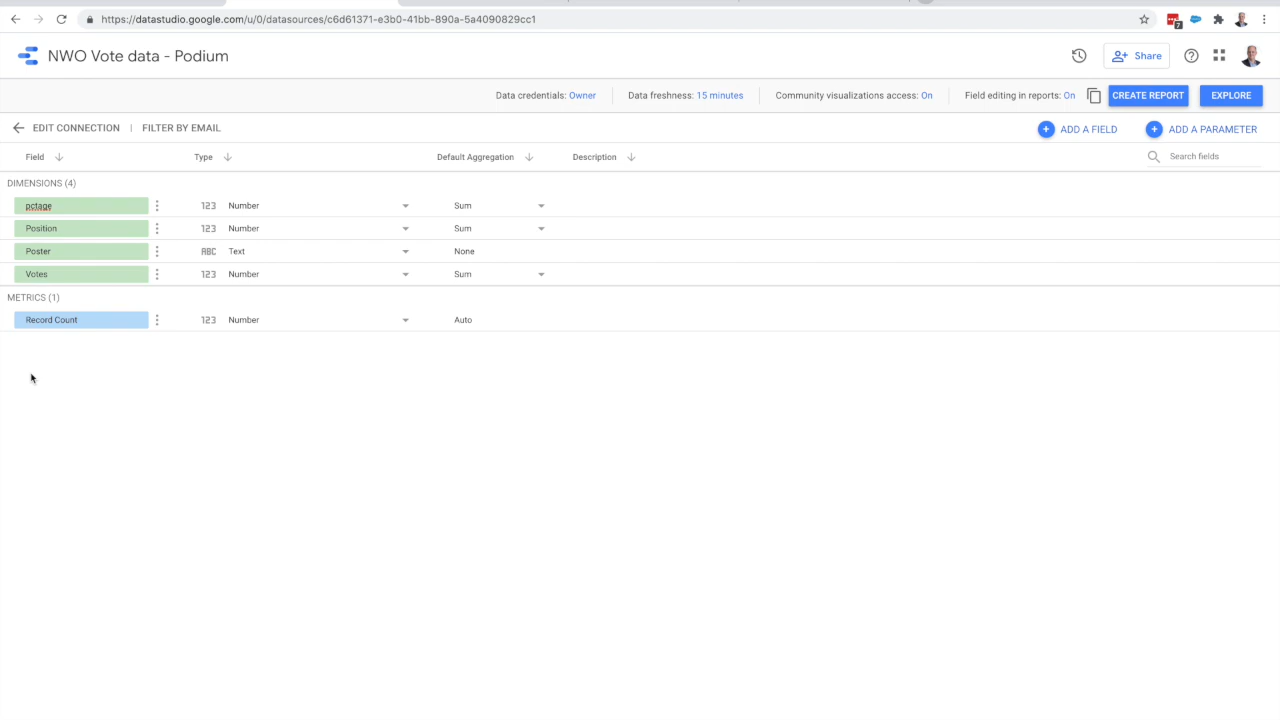 https://datastudio.google.com/u/0/datasources/c6d61371-e3b0-41bb-890a-5a4090829cc1
7
NWO Vote data - Podium
Share
Data credentials: Owner
Data freshness: 15 minutes
Community visualizations access: On
Field editing in reports: On
CREATE REPORT
EXPLORE
EDIT CONNECTION | FILTER BY EMAIL
ADD A FIELD
ADD A PARAMETER
Field Type Default Aggregation Description
Search fields
DIMENSIONS (4)
pctage 123 Number Sum
Position 123 Number Sum
Poster ABC Text None
Votes 123 Number Sum
METRICS (1)
Record Count 123 Number Auto